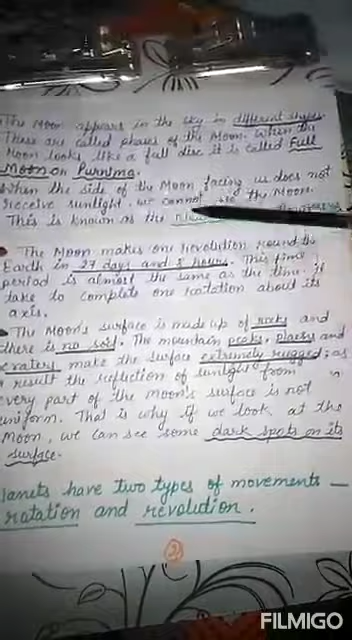 The Moon appears in the sky in different shapes.
These are called phases of the Moon. When the
Moon looks like a full disc it is called Full
Moon or Purnima.
When the side of the Moon facing us does not
receive sunlight, we cannot see the Moon.
This is known as the
The Moon makes one revolution round the
Earth in 27 days and 8 hours. This time
period is almost the same as the time it
take to complete one rotation about its
axis.
The Moon's surface is made up of rocks and
there is no soil. The mountain peaks, and
craters make the surface extremely rugged; as
a result the reflection of sunlight from
every part of the Moon's surface is not
uniform. That is why if we look at the
Moon, we can see some dark spots on its
surface.
lanets have two types of movements —
rotation and revolution.
2
FILMIGO